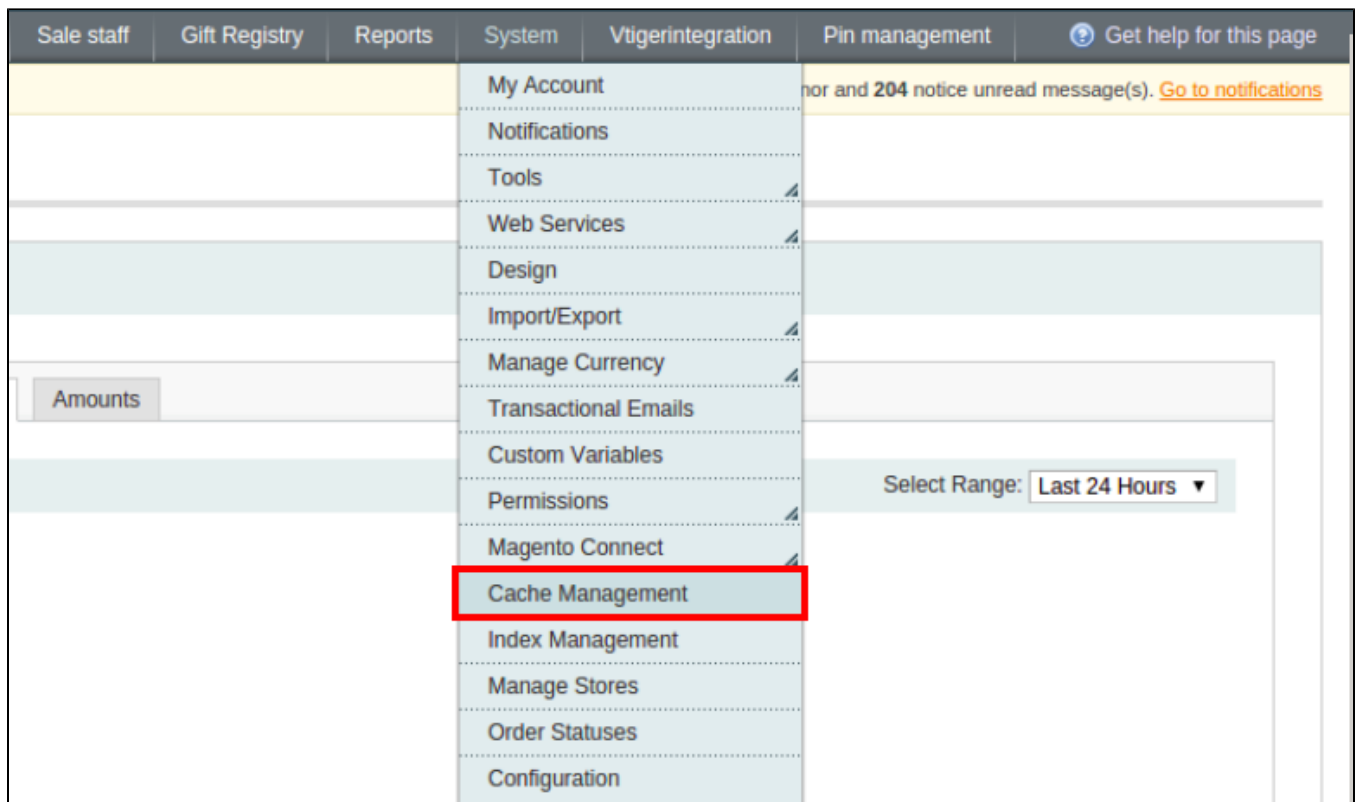 Sale staff Gift Registry Reports System Vtigerintegration Pin management Get help for this page
My Account
and 204 notice unread message(s). Go to notifications
Notifications
Tools
Web Services
Design
Import/Export
Manage Currency
Amounts
Transactional Emails
Custom Variables
Select Range: Last 24 Hours
Permissions
Magento Connect
Cache Management
Index Management
Manage Stores
Order Statuses
Configuration